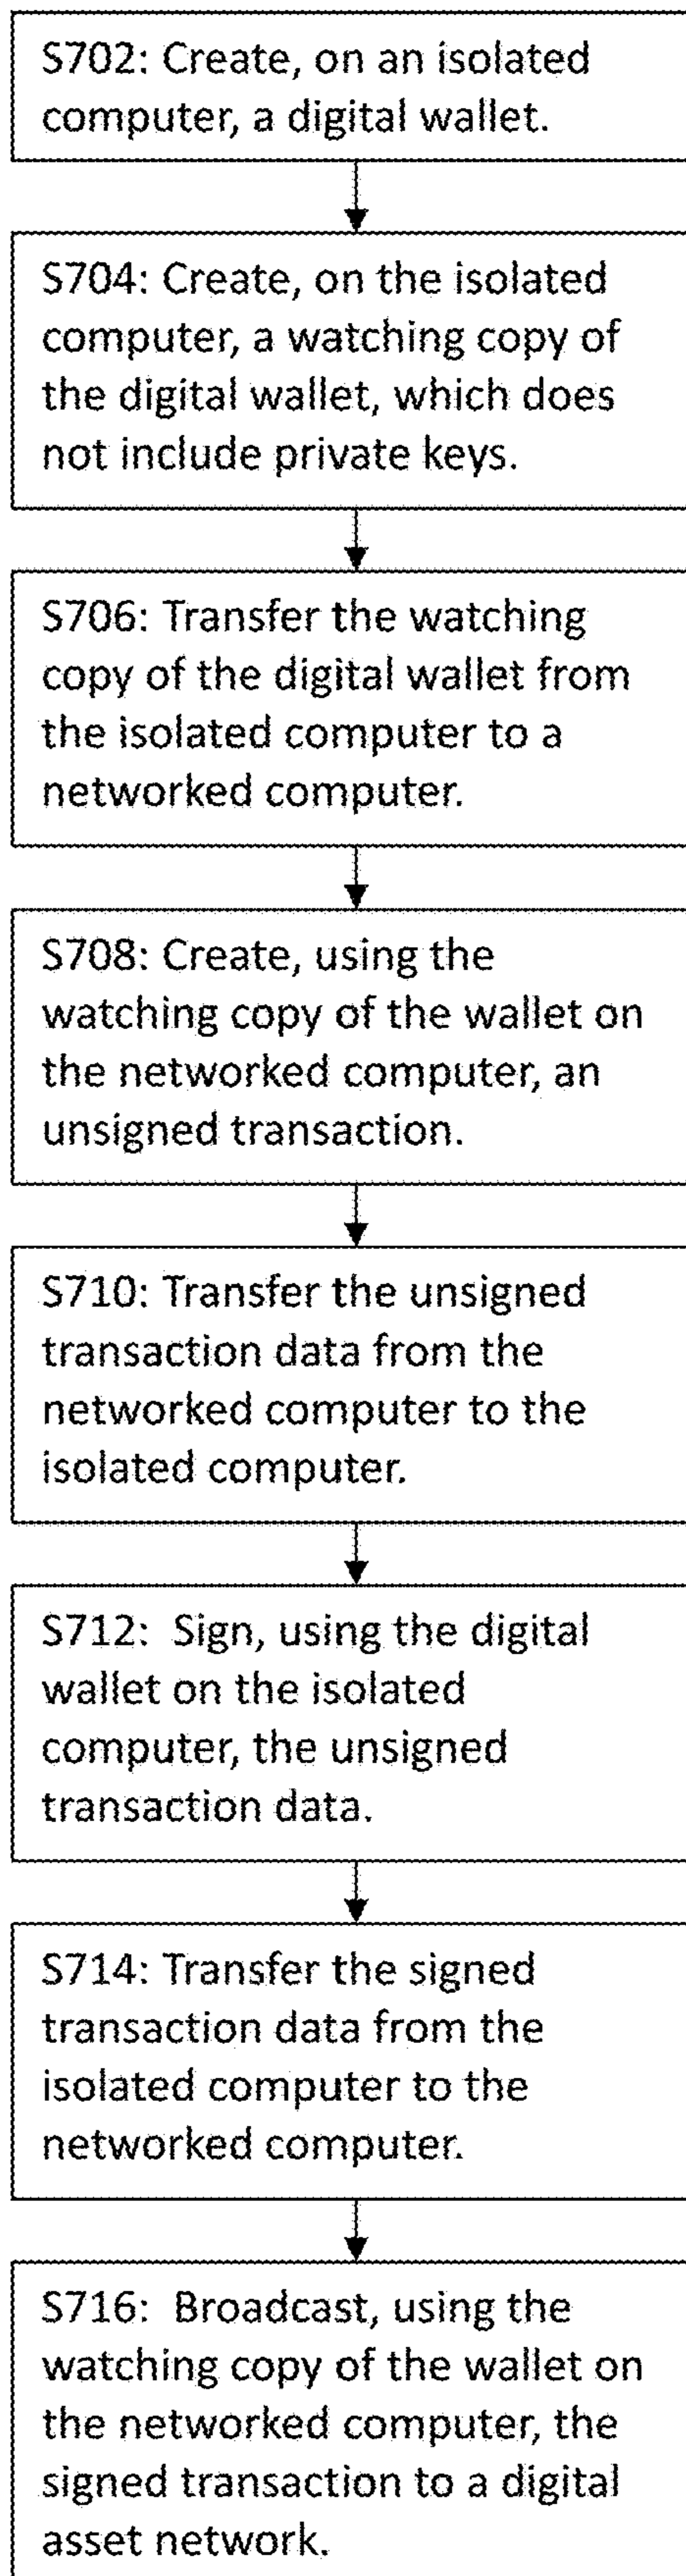 S702: Create, on an isolated
computer, a digital wallet.
S704: Create, on the isolated
computer, a watching copy of
the digital wallet, which does
not include private keys.
S706: Transfer the watching
copy of the digital wallet from
the isolated computer to a
networked computer.
S708: Create, using the
watching copy of the wallet on
the networked computer, an
unsigned transaction.
S710: Transfer the unsigned
transaction data from the
networked computer to the
isolated computer.
S712: Sign, using the digital
wallet on the isolated
computer, the unsigned
transaction data.
S714: Transfer the signed
transaction data from the
isolated computer to the
networked computer.
S716: Broadcast, using the
watching copy of the wallet on
the networked computer, the
signed transaction to a digital
asset network.